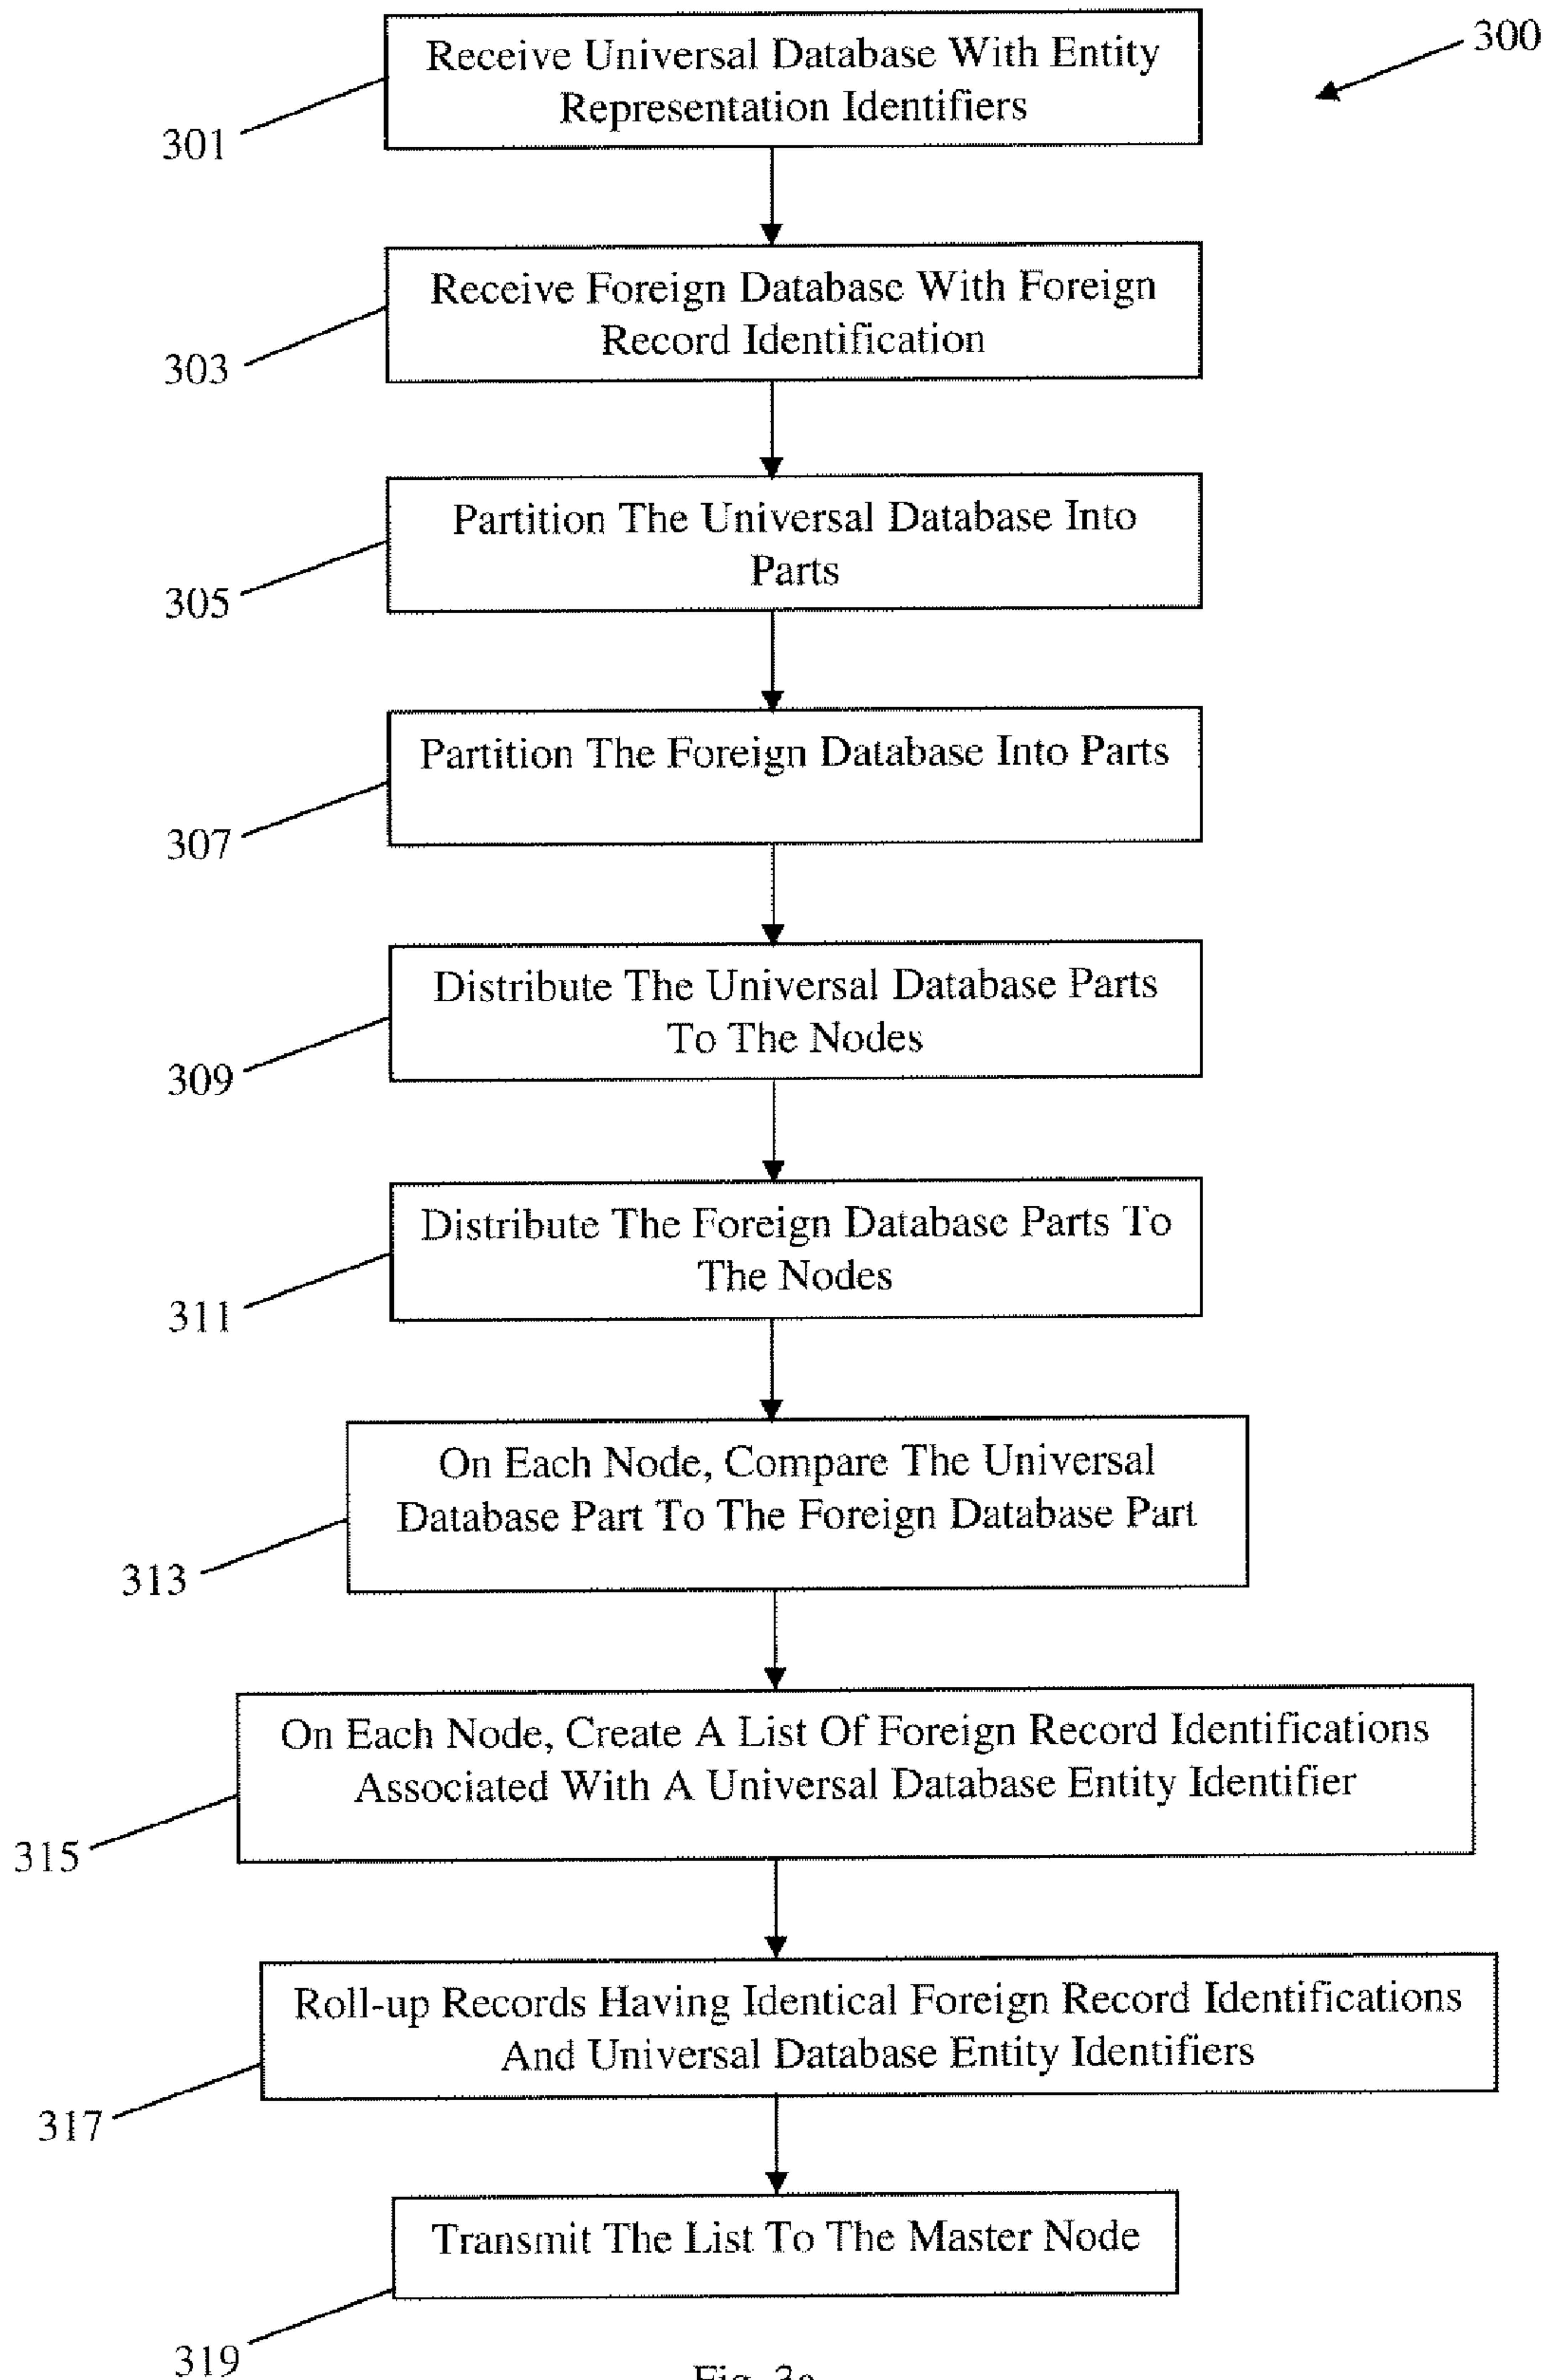 300
Receive Universal Database With Entity
Representation Identifiers
301
Receive Foreign Database With Foreign
Record Identification
303
Partition The Universal Database Into
Parts
305
Partition The Foreign Database Into Parts
307
Distribute The Universal Database Parts
To The Nodes
309
Distribute The Foreign Database Parts To
The Nodes
311
On Each Node, Compare The Universal
Database Part To The Foreign Database Part
313
On Each Node, Create A List Of Foreign Record Identifications
Associated With A Universal Database Entity Identifier
315
Roll-up Records Having Identical Foreign Record Identifications
And Universal Database Entity Identifiers
317
Transmit The List To The Master Node
319
Fig.